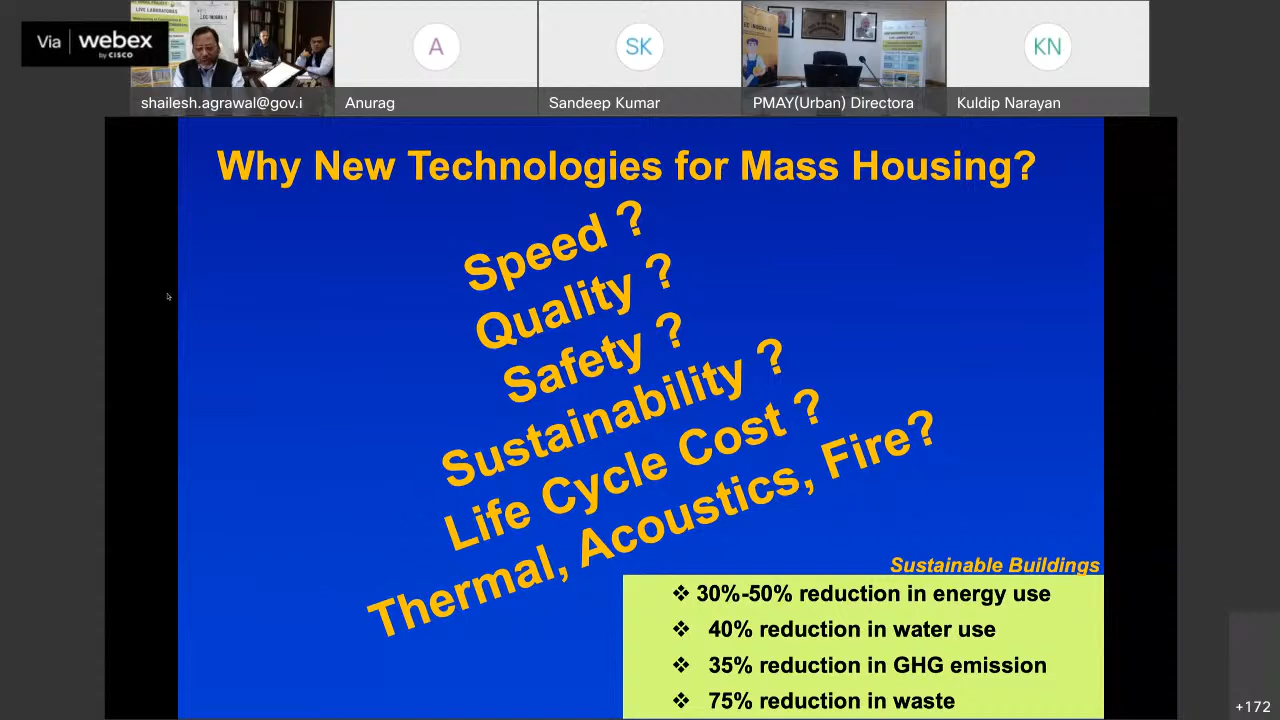 Via webex
by CISCO
LIVE LABORATORIES
shailesh.agrawal@gov.i
A
Anurag
SK
Sandeep Kumar
PMAY(Urban) Directora
KN
Kuldip Narayan
Why New Technologies for Mass Housing?
Speed ?
Quality ?
Safety ?
Sustainability ?
Life Cycle Cost ?
Thermal, Acoustics, Fire?
Sustainable Buildings
❖ 30%-50% reduction in energy use
❖ 40% reduction in water use
❖ 35% reduction in GHG emission
❖ 75% reduction in waste
+172